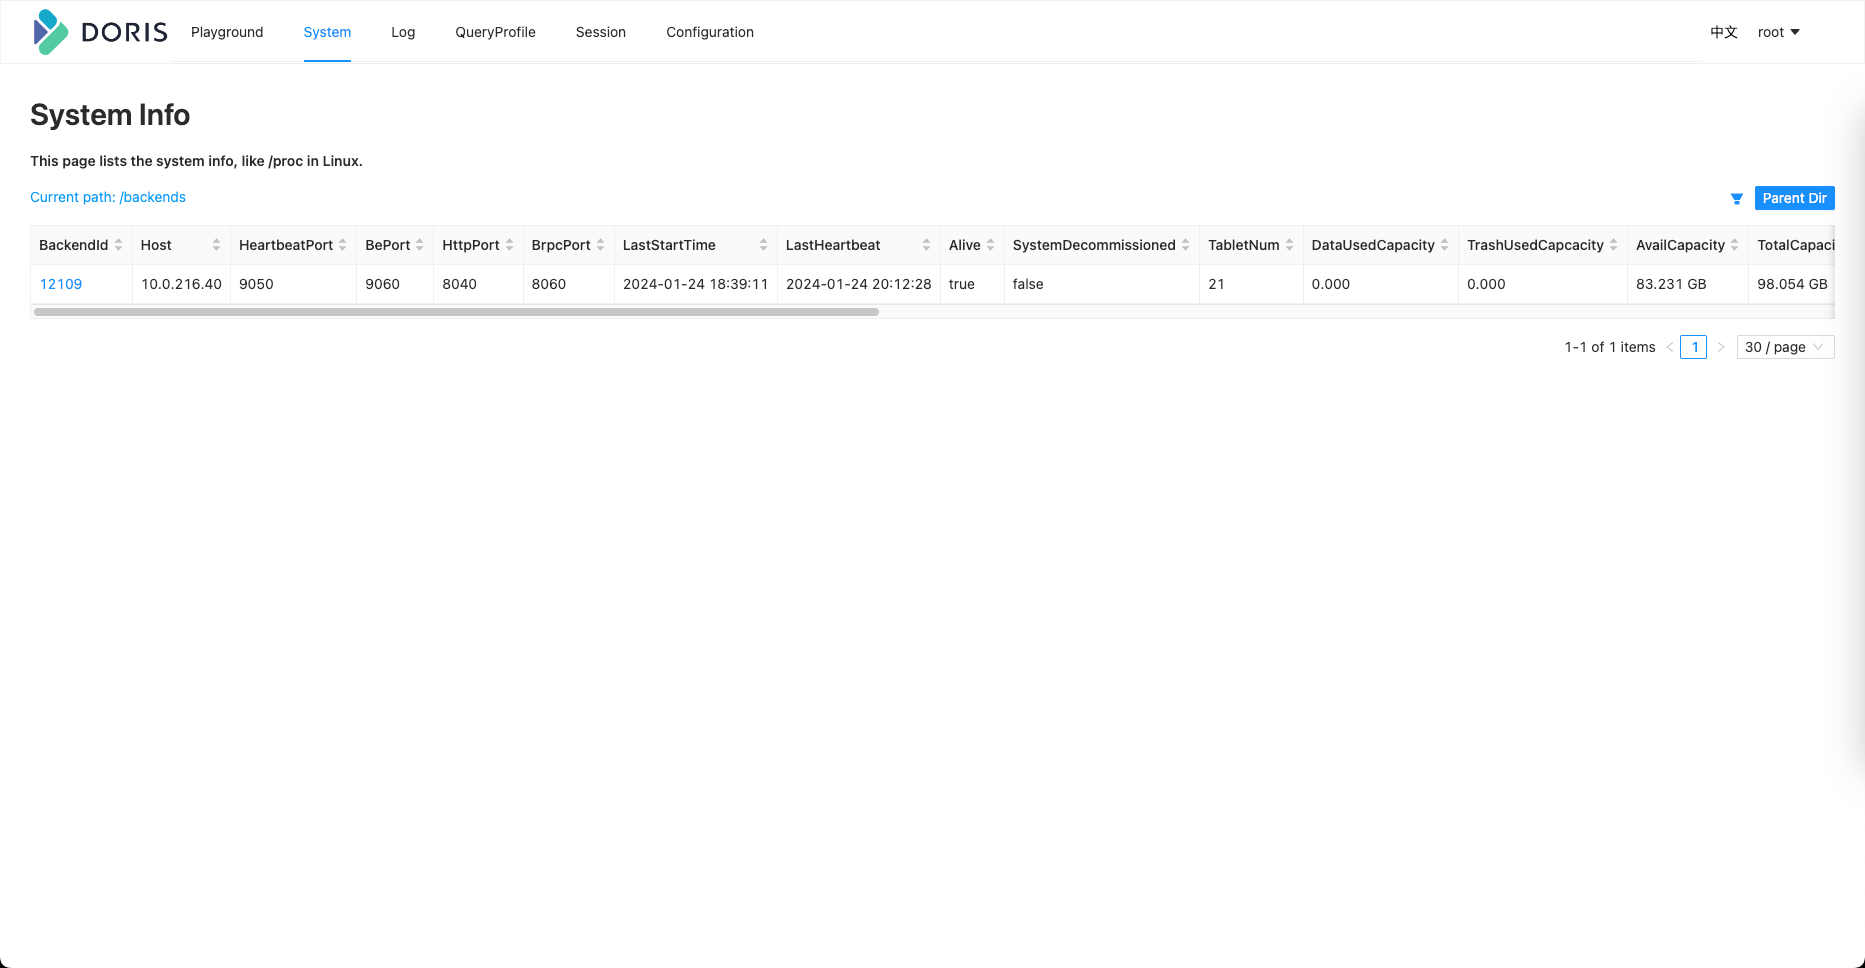 DORIS Playground System Log QueryProfile Session Configuration 中文 root
System Info
This page lists the system info, like /proc in Linux.
Current path: /backends Parent Dir
BackendId Host HeartbeatPort BePort HttpPort BrpcPort LastStartTime LastHeartbeat Alive SystemDecommissioned TabletNum DataUsedCapacity TrashUsedCapcacity AvailCapacity TotalCapaci
12109 10.0.216.40 9050 9060 8040 8060 2024-01-24 18:39:11 2024-01-24 20:12:28 true false 21 0.000 0.000 83.231 GB 98.054 GB
1-1 of 1 items < 1 > 30 / page